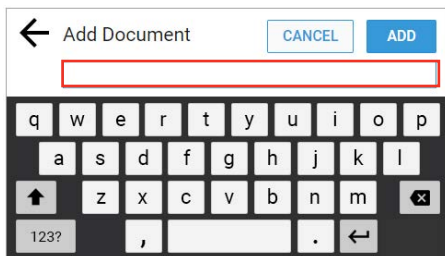 Add Document CANCEL ADD
q w e r t y u i o p
a s d f g h j k l
z x c v b n m
123? , .